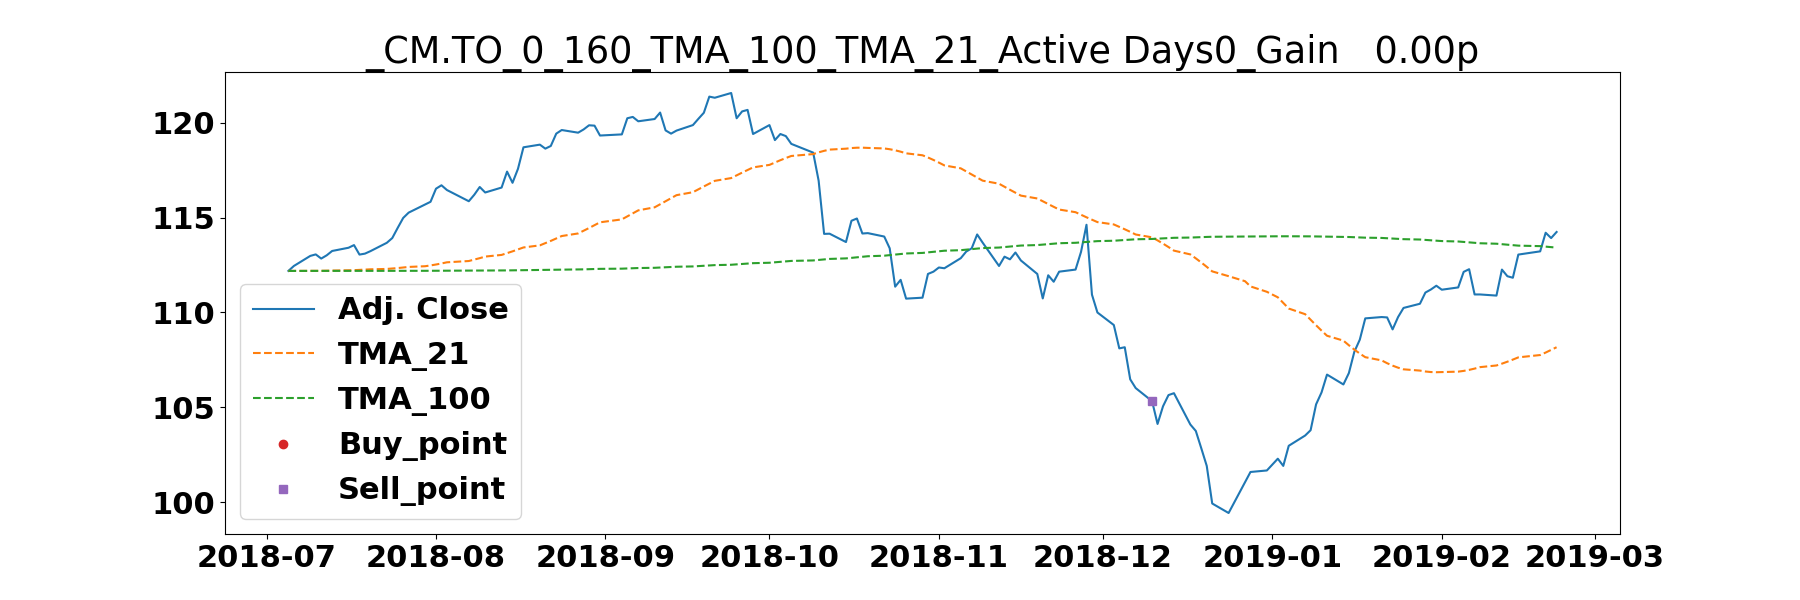 _CM.TO_0_160_TMA_100_TMA_21_Active Days0_Gain   0.00p
120
115
110
105
100
Adj. Close
TMA_21
TMA_100
Buy_point
Sell_point
2018-07 2018-08 2018-09 2018-10 2018-11 2018-12 2019-01 2019-02 2019-03